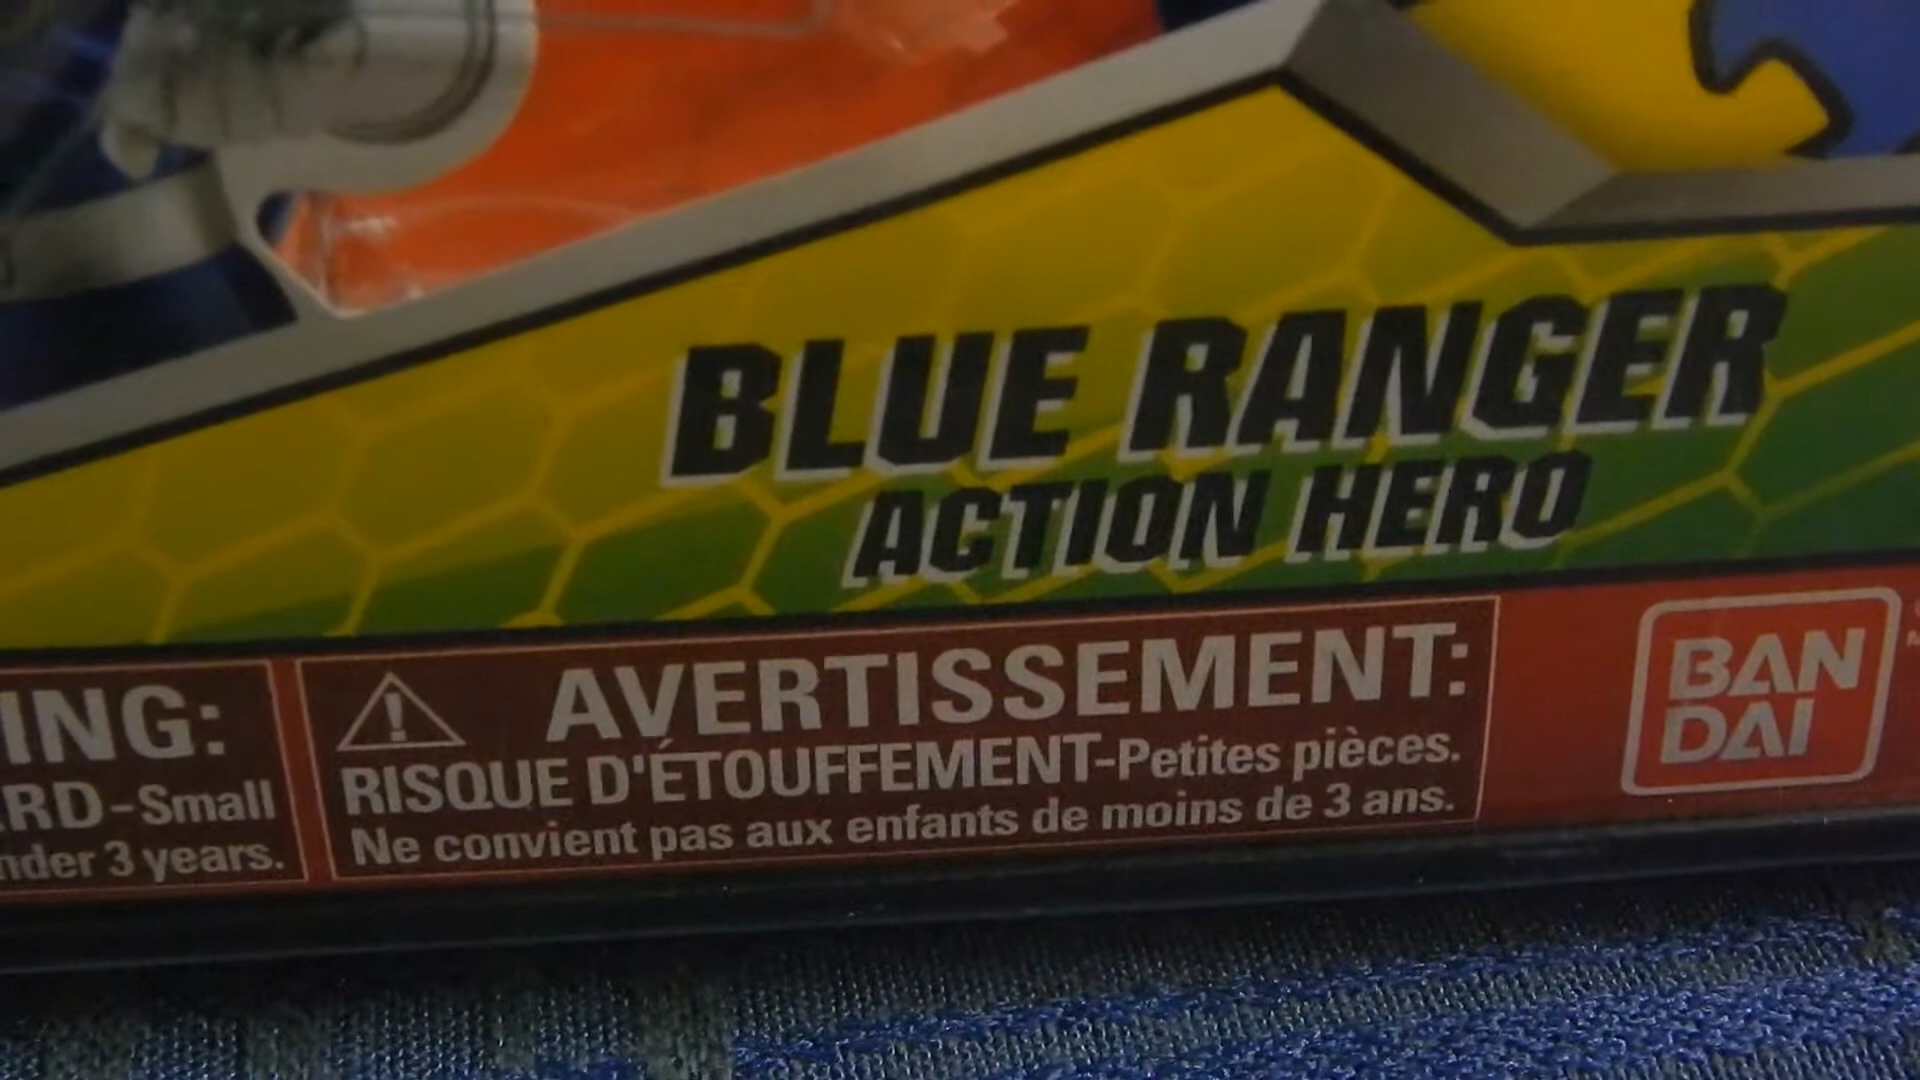 BLUE RANGER
ACTION HERO
ING:
RD-Small
nder 3 years.
AVERTISSEMENT:
RISQUE D'ÉTOUFFEMENT-Petites pièces.
Ne convient pas aux enfants de moins de 3 ans.
BAN
DAI